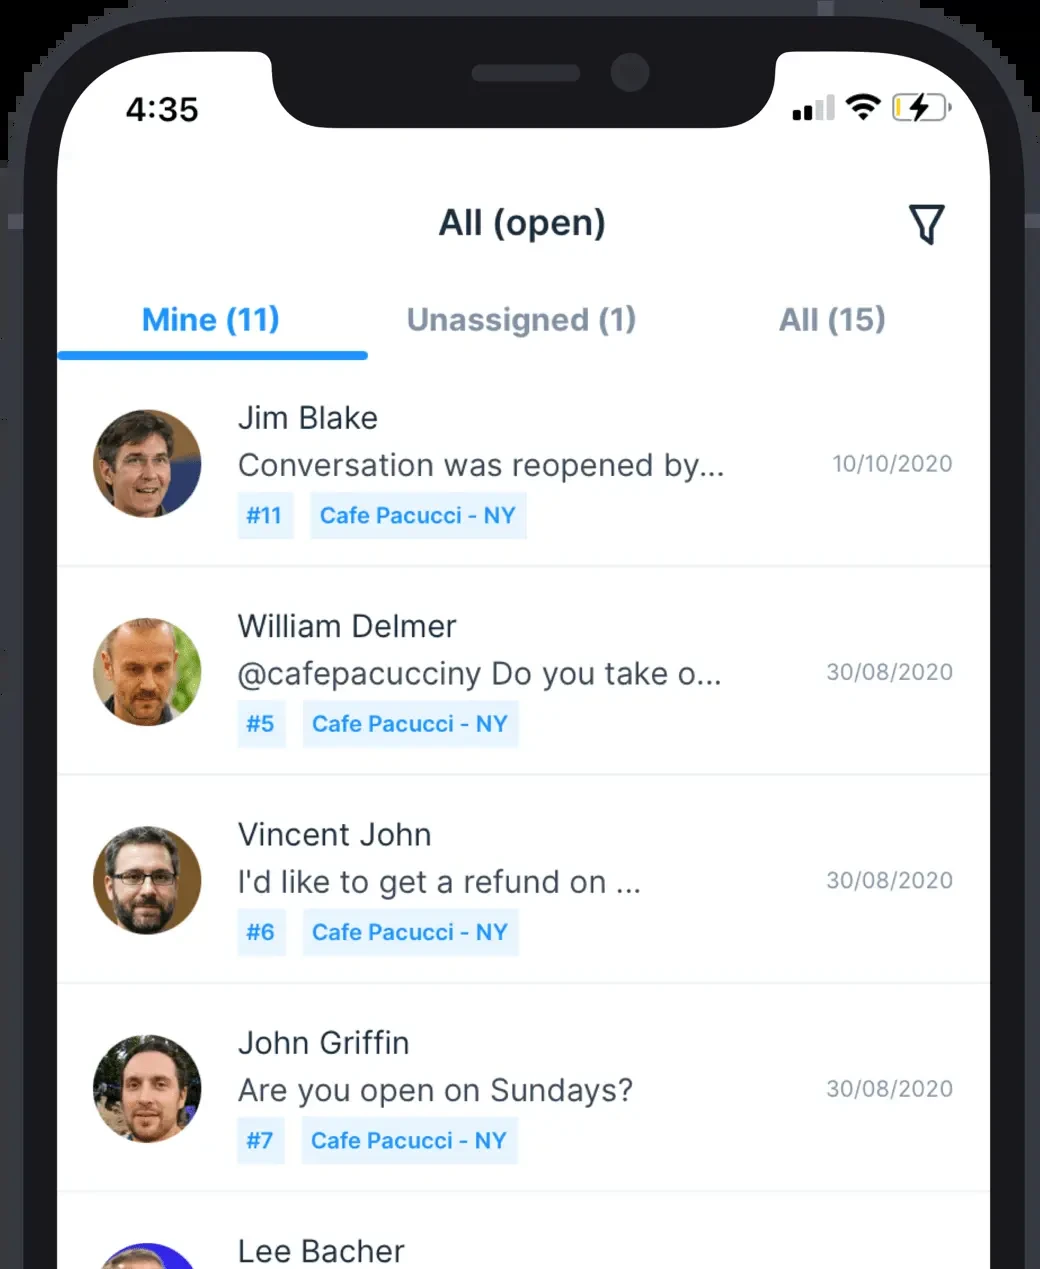 4:35
All (open)
Mine (11) Unassigned (1) All (15)
Jim Blake
Conversation was reopened by...
10/10/2020
#11 Cafe Pacucci - NY
William Delmer
@cafepacucciny Do you take o...
30/08/2020
#5 Cafe Pacucci - NY
Vincent John
I'd like to get a refund on ...
30/08/2020
#6 Cafe Pacucci - NY
John Griffin
Are you open on Sundays?
30/08/2020
#7 Cafe Pacucci - NY
Lee Bacher